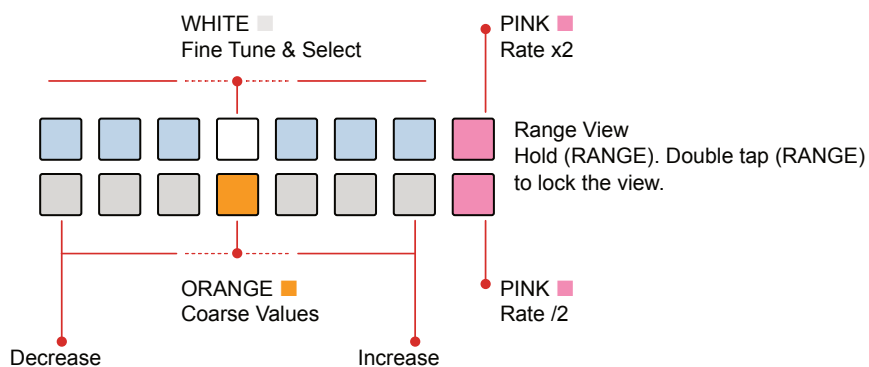 WHITE
Fine Tune & Select
PINK
Rate x2
Range View
Hold (RANGE). Double tap (RANGE)
to lock the view.
ORANGE
Coarse Values
PINK
Rate /2
Decrease
Increase